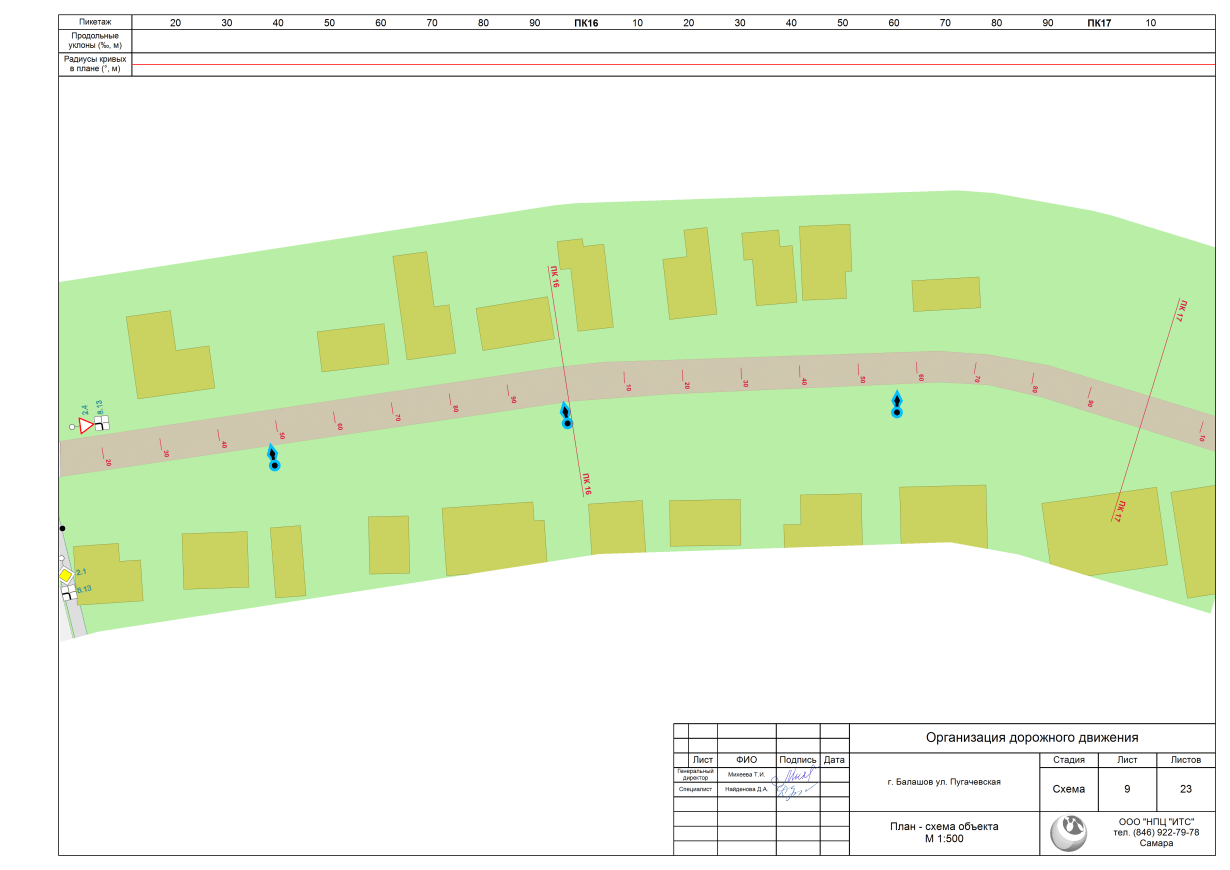 Пикетаж 20 30 40 50 60 70 80 90 ПК16 10 20 30 40 50 60 70 80 90 ПК17 10
Продольные
уклоны (‰, м)
Радиусы кривых
в плане (°, м)
ПК 16
ПК 17
2.4
8.13
20 30 40 50 60 70 80 90 10 20 30 40 50 60 70 80 90 10
ПК 16
ПК 17
2.1
8.13
Организация дорожного движения
Лист ФИО Подпись Дата
Генеральный
директор
Михеева Т.И.
Специалист Найденова Д.А.
г. Балашов ул. Пугачевская
Стадия Лист Листов
Схема 9 23
План - схема объекта
М 1:500
ООО "НПЦ "ИТС"
тел. (846) 922-79-78
Самара